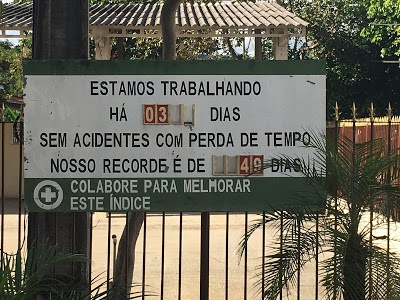 ESTAMOS TRABALHANDO
HÁ 03 DIAS
SEM ACIDENTES COM PERDA DE TEMPO
NOSSO RECORDE É DE 49 DIAS
COLABORE PARA MELHORAR
ESTE ÍNDICE